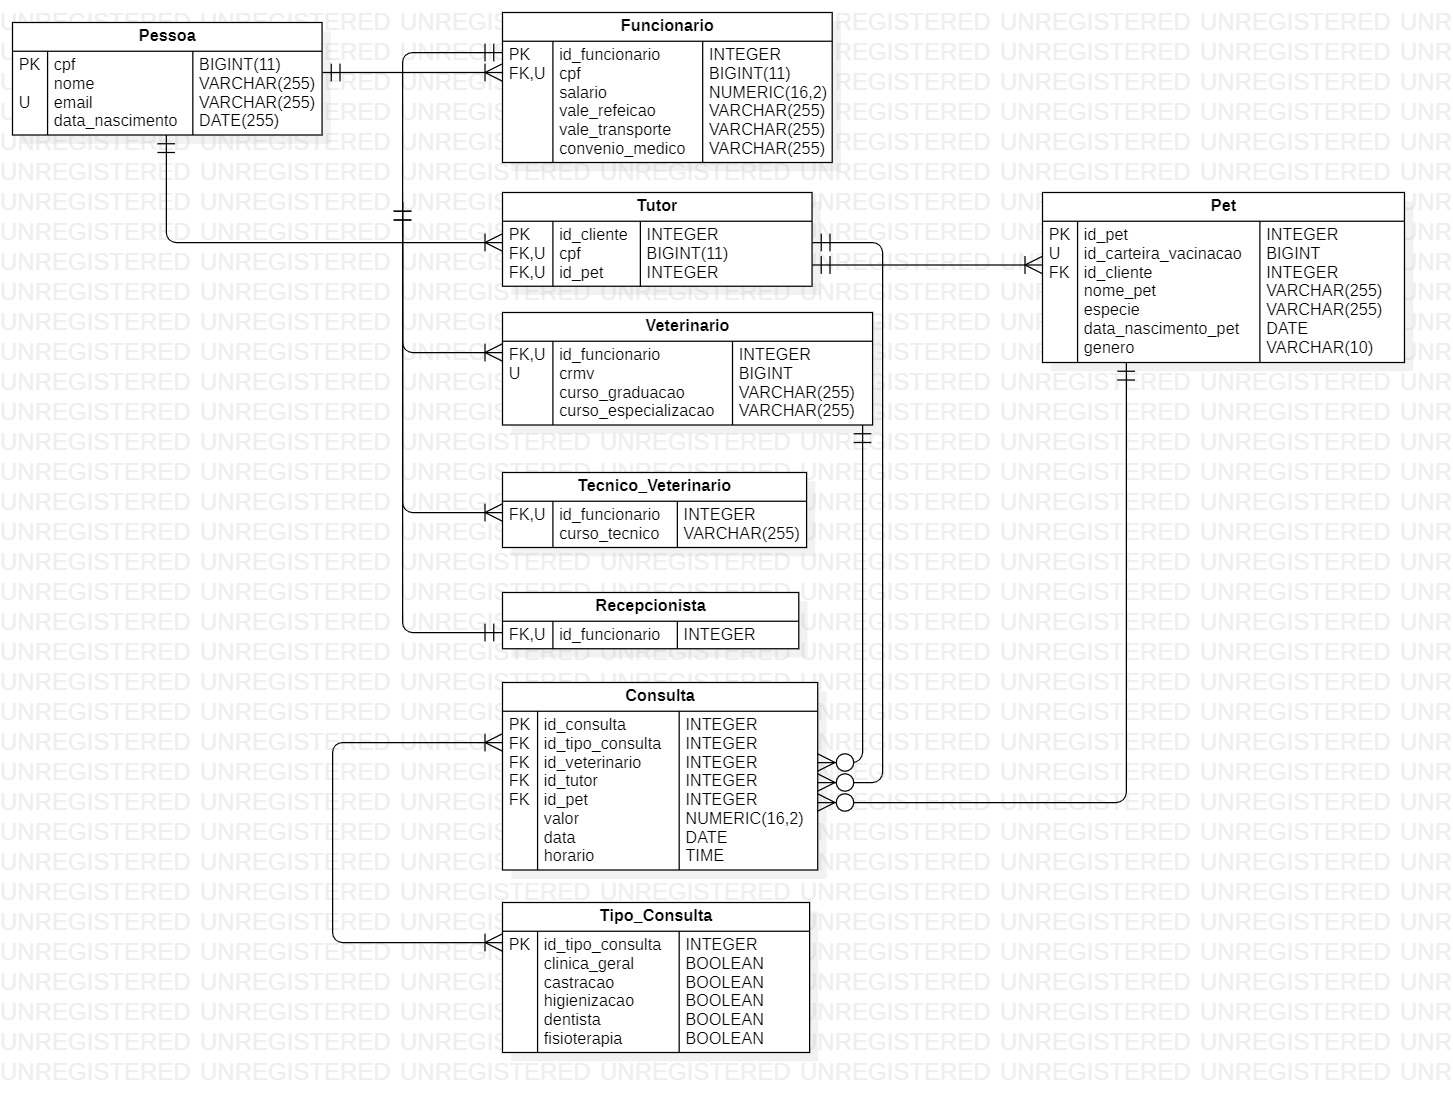 Pessoa
PK cpf BIGINT(11)
nome VARCHAR(255)
U email VARCHAR(255)
data_nascimento DATE(255)
Funcionario
PK id_funcionario INTEGER
FK,U cpf BIGINT(11)
salario NUMERIC(16,2)
vale_refeicao VARCHAR(255)
vale_transporte VARCHAR(255)
convenio_medico VARCHAR(255)
Tutor
PK id_cliente INTEGER
FK,U cpf BIGINT(11)
FK,U id_pet INTEGER
Pet
PK id_pet INTEGER
U id_carteira_vacinacao BIGINT
FK id_cliente INTEGER
nome_pet VARCHAR(255)
especie VARCHAR(255)
data_nascimento_pet DATE
genero VARCHAR(10)
Veterinario
FK,U id_funcionario INTEGER
U crmv BIGINT
curso_graduacao VARCHAR(255)
curso_especializacao VARCHAR(255)
Tecnico_Veterinario
FK,U id_funcionario INTEGER
curso_tecnico VARCHAR(255)
Recepcionista
FK,U id_funcionario INTEGER
Consulta
PK id_consulta INTEGER
FK id_tipo_consulta INTEGER
FK id_veterinario INTEGER
FK id_tutor INTEGER
FK id_pet INTEGER
valor NUMERIC(16,2)
data DATE
horario TIME
Tipo_Consulta
PK id_tipo_consulta INTEGER
clinica_geral BOOLEAN
castracao BOOLEAN
higienizacao BOOLEAN
dentista BOOLEAN
fisioterapia BOOLEAN
UNREGISTERED UNREGISTERED UNREGISTERED UNREGISTERED UNREGISTERED UNREGISTERED UNREGISTERED UNR